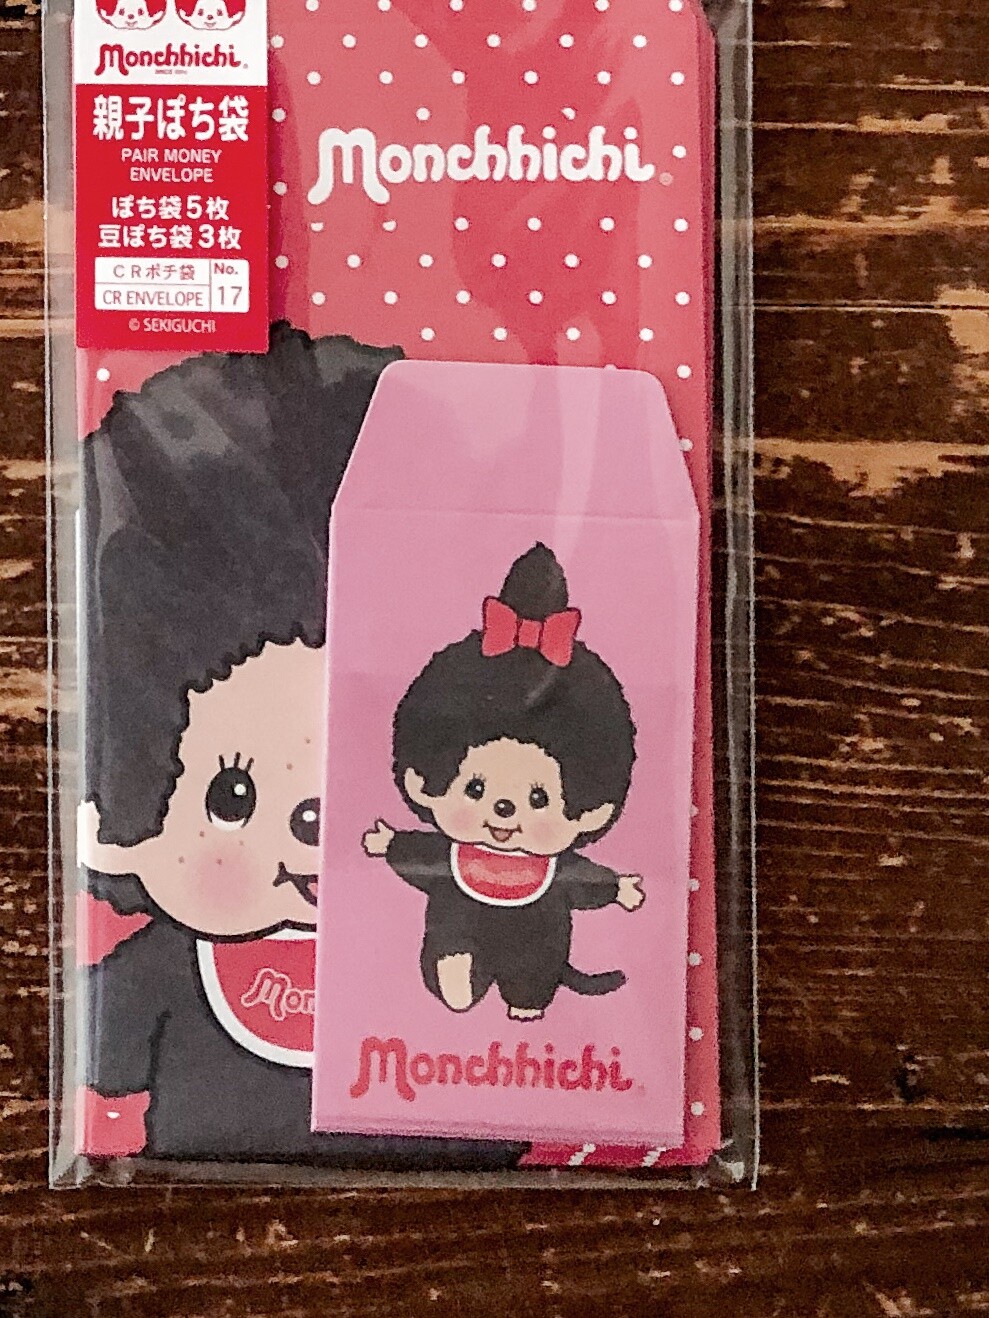 Monchhichi®
親子ぽち袋
PAIR MONEY
ENVELOPE
ぽち袋5枚
豆ぽち袋3枚
CRポチ袋 No.
CR ENVELOPE 17
© SEKIGUCHI
Monchhichi®
Mon
Monchhichi®